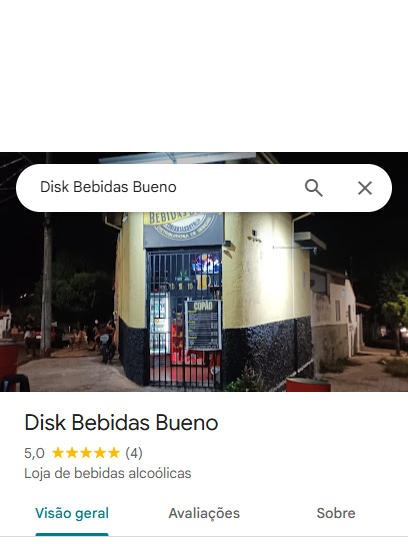 Disk Bebidas Bueno
BEBIDAS
COPÃO
Disk Bebidas Bueno
5,0 ★★★★★ (4)
Loja de bebidas alcoólicas
Visão geral Avaliações Sobre